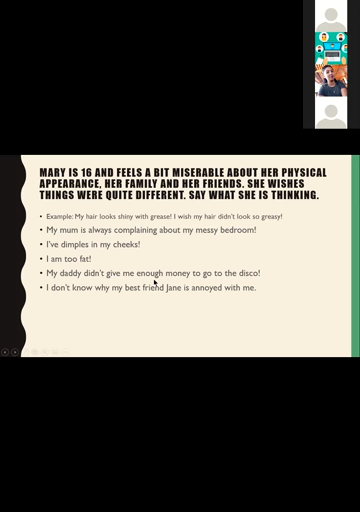 MARY IS 16 AND FEELS A BIT MISERABLE ABOUT HER PHYSICAL
APPEARANCE, HER FAMILY AND HER FRIENDS. SHE WISHES
THINGS WERE QUITE DIFFERENT. SAY WHAT SHE IS THINKING.
• Example: My hair looks shiny with grease! I wish my hair didn't look so greasy!
• My mum is always complaining about my messy bedroom!
• I've dimples in my cheeks!
• I am too fat!
• My daddy didn't give me enough money to go to the disco!
• I don't know why my best friend Jane is annoyed with me.